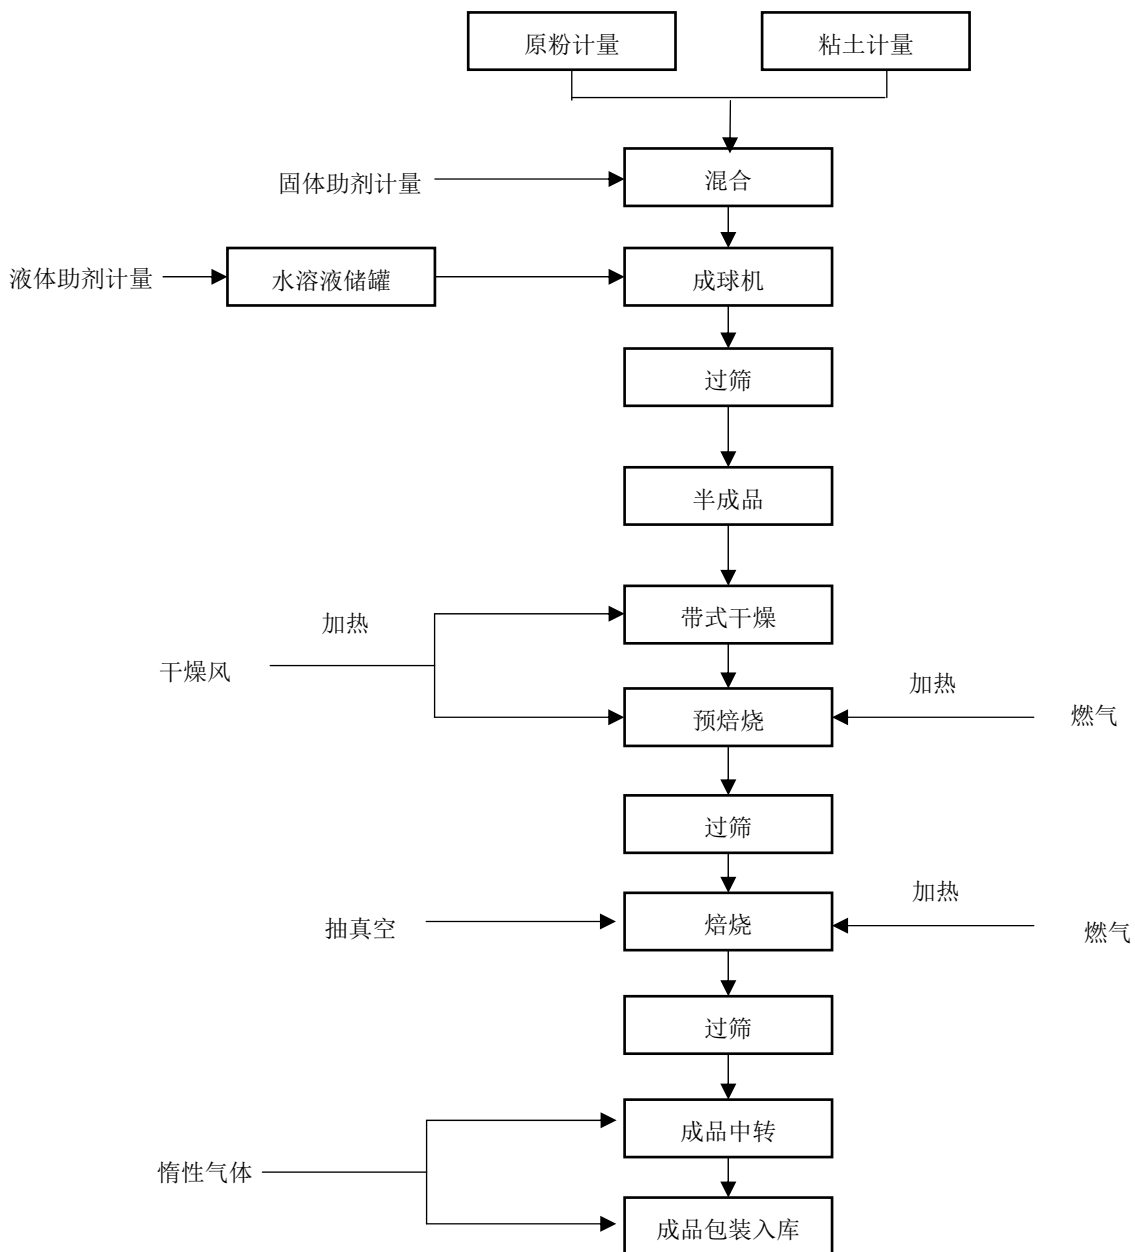 原粉计量
粘土计量
固体助剂计量
混合
液体助剂计量
水溶液储罐
成球机
过筛
半成品
加热
带式干燥
干燥风
加热
预焙烧
燃气
过筛
加热
抽真空
焙烧
燃气
过筛
成品中转
惰性气体
成品包装入库